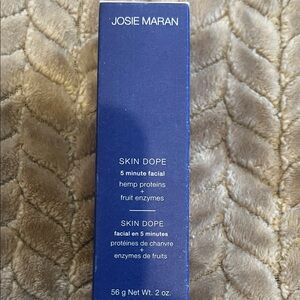 JOSIE MARAN
SKIN DOPE
5 minute facial
hemp proteins
+
fruit enzymes
SKIN DOPE
facial en 5 minutes
protéines de chanvre
+
enzymes de fruits
56 g Net Wt. 2 oz.